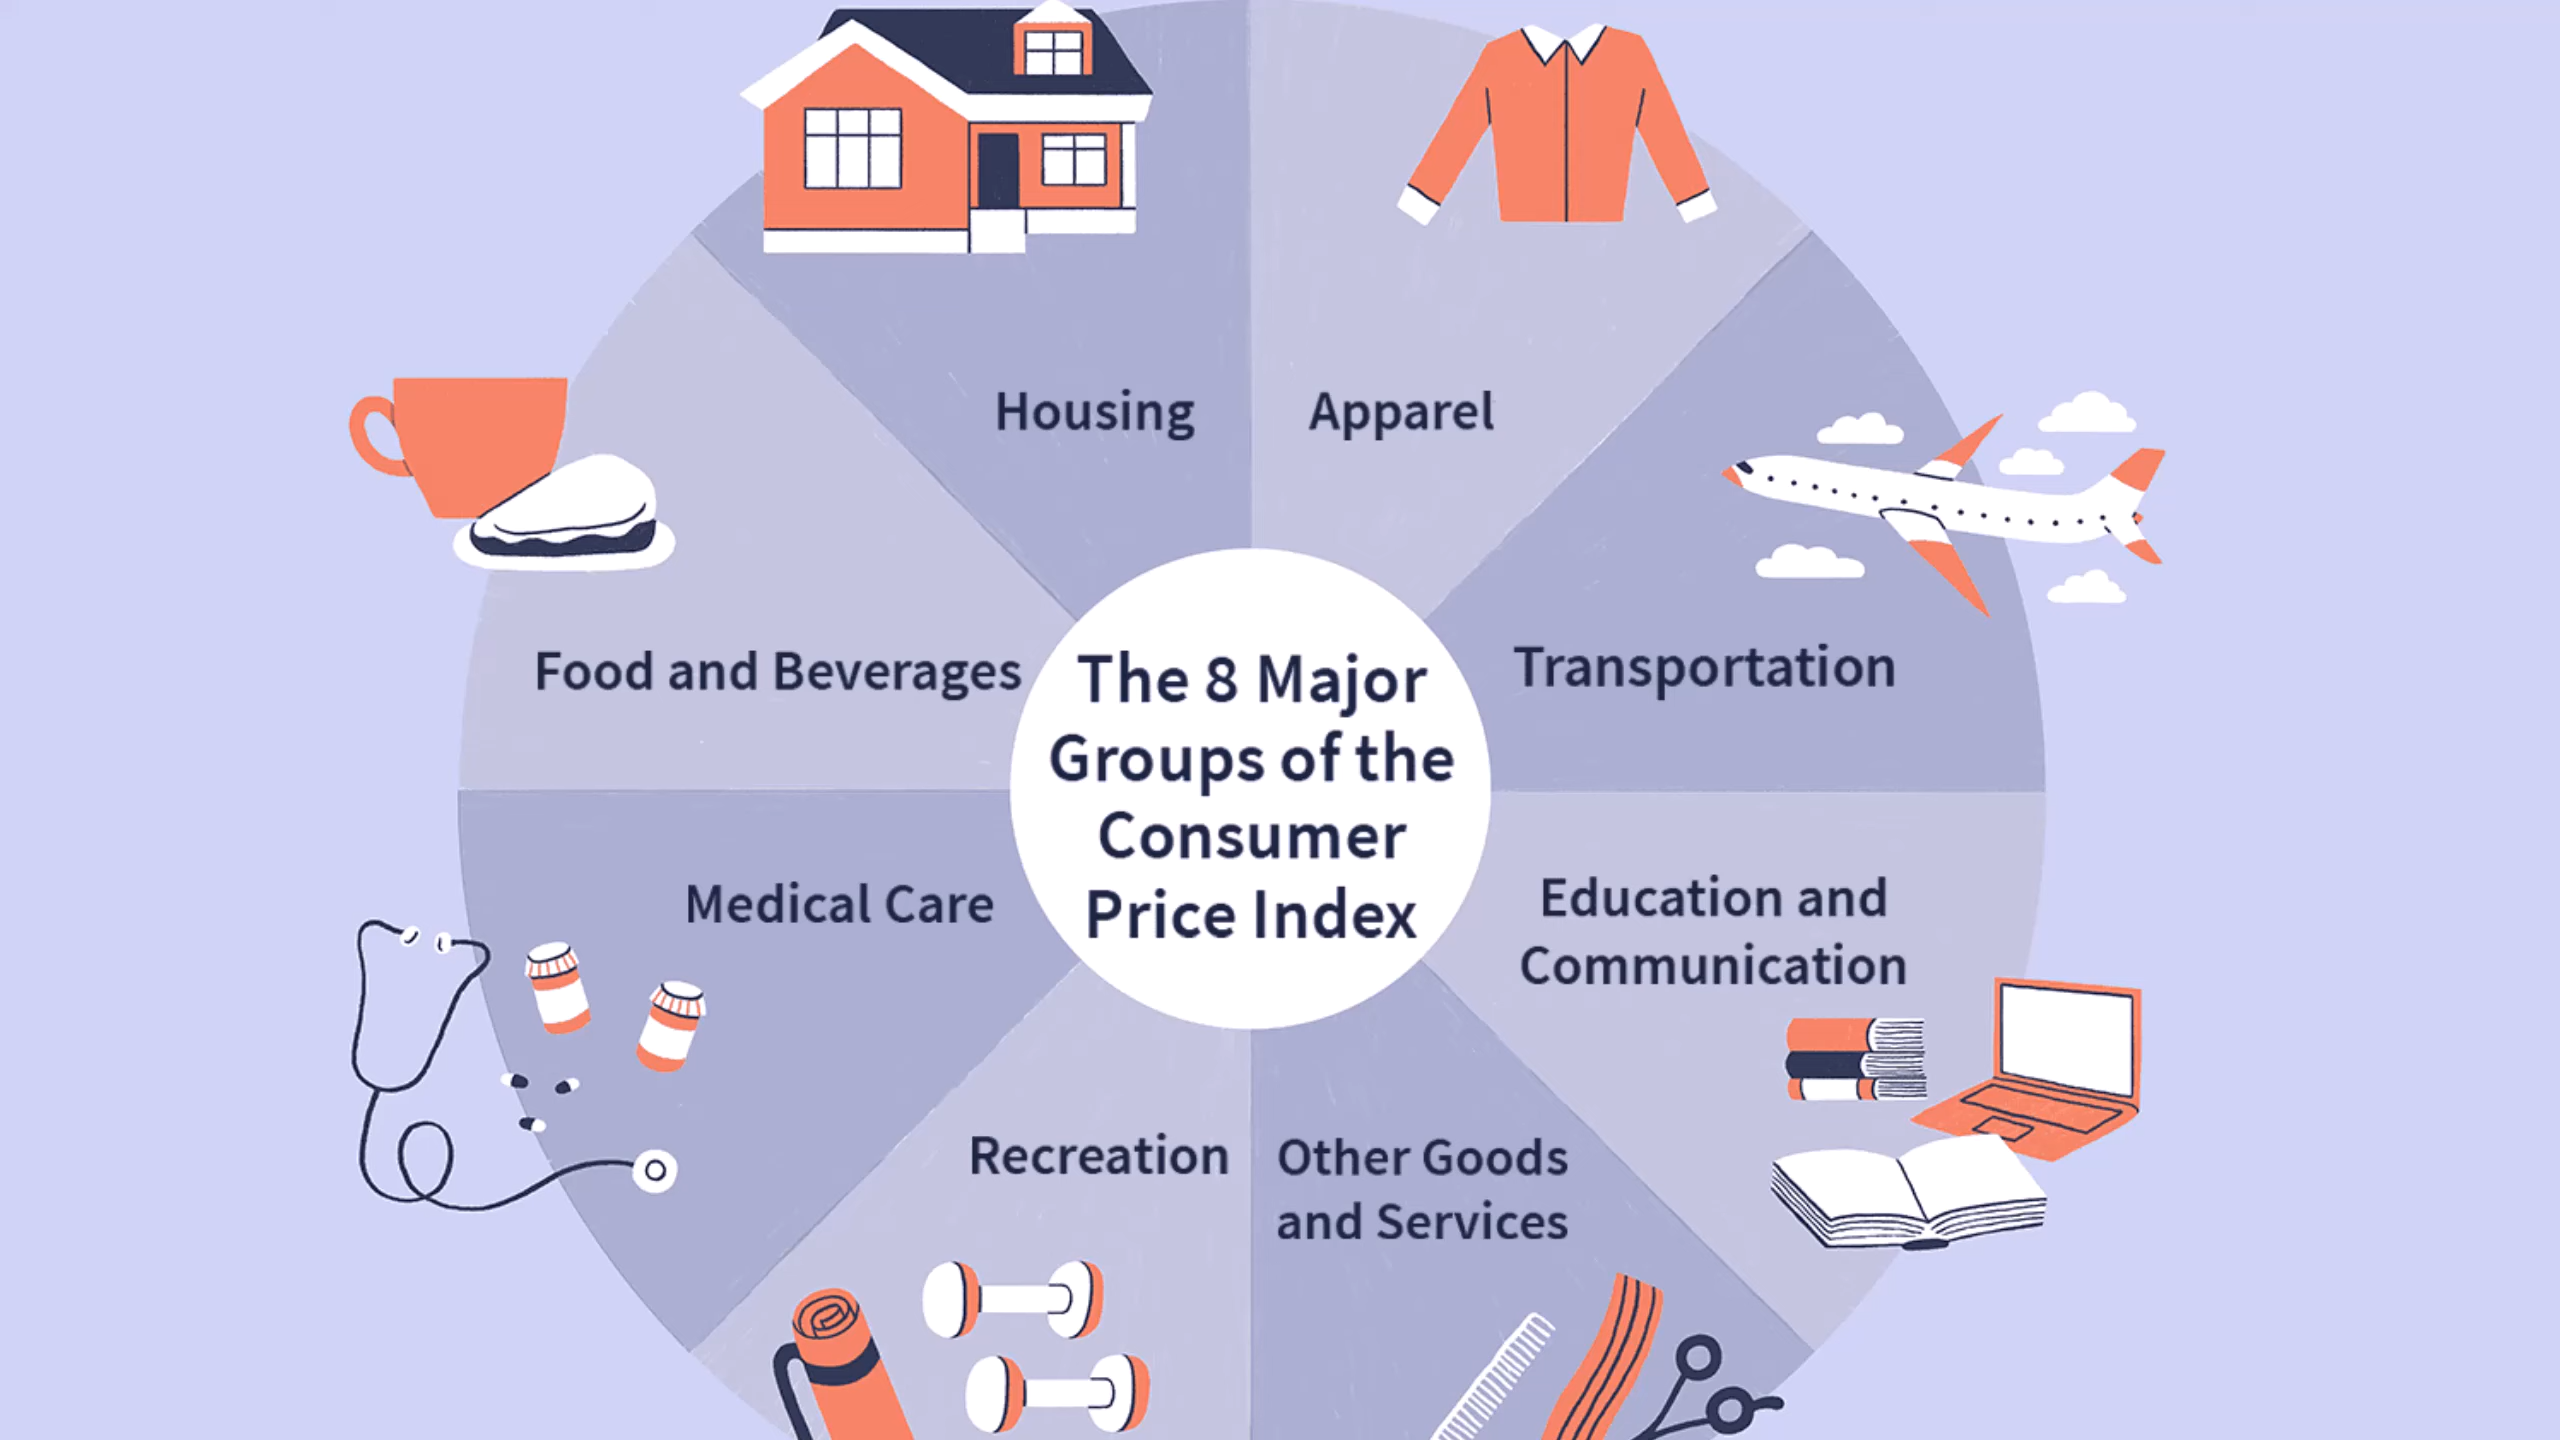 Housing
Apparel
Food and Beverages
Transportation
The 8 Major
Groups of the
Consumer
Price Index
Medical Care
Education and
Communication
Recreation
Other Goods
and Services